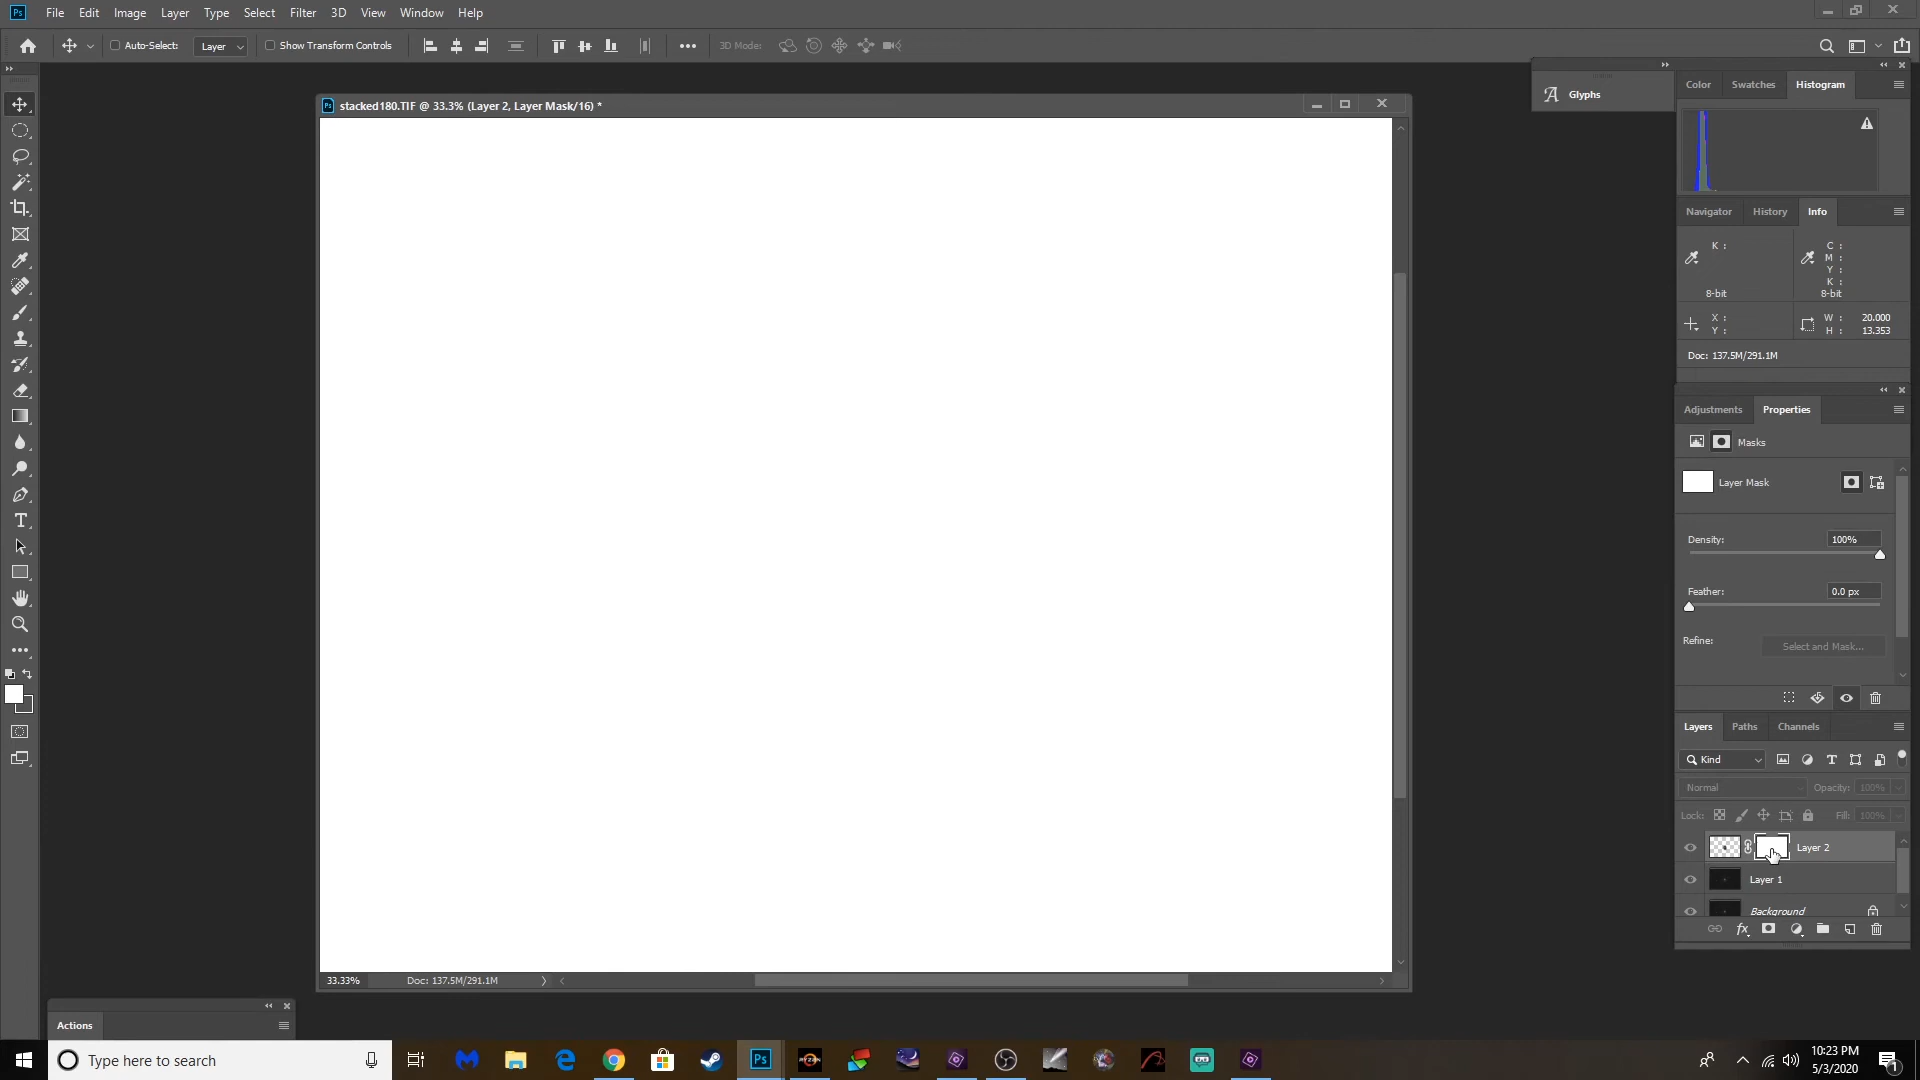 Ps File Edit Image Layer Type Select Filter 3D View Window Help
Auto-Select: Layer Show Transform Controls 3D Mode:
stacked180.TIF @ 33.3% (Layer 2, Layer Mask/16) *
Glyphs
Color Swatches Histogram
Navigator History Info
K :
C :
M :
Y :
K :
8-bit 8-bit
X :
Y :
W : 20.000
H : 13.353
Doc: 137.5M/291.1M
Adjustments Properties
Masks
Layer Mask
Density: 100%
Feather: 0.0 px
Refine: Select and Mask...
Layers Paths Channels
Kind
Normal Opacity: 100%
Lock: Fill: 100%
Layer 2
Layer 1
Background
33.33% Doc: 137.5M/291.1M
Actions
Type here to search
Ps
10:23 PM
5/3/2020
1